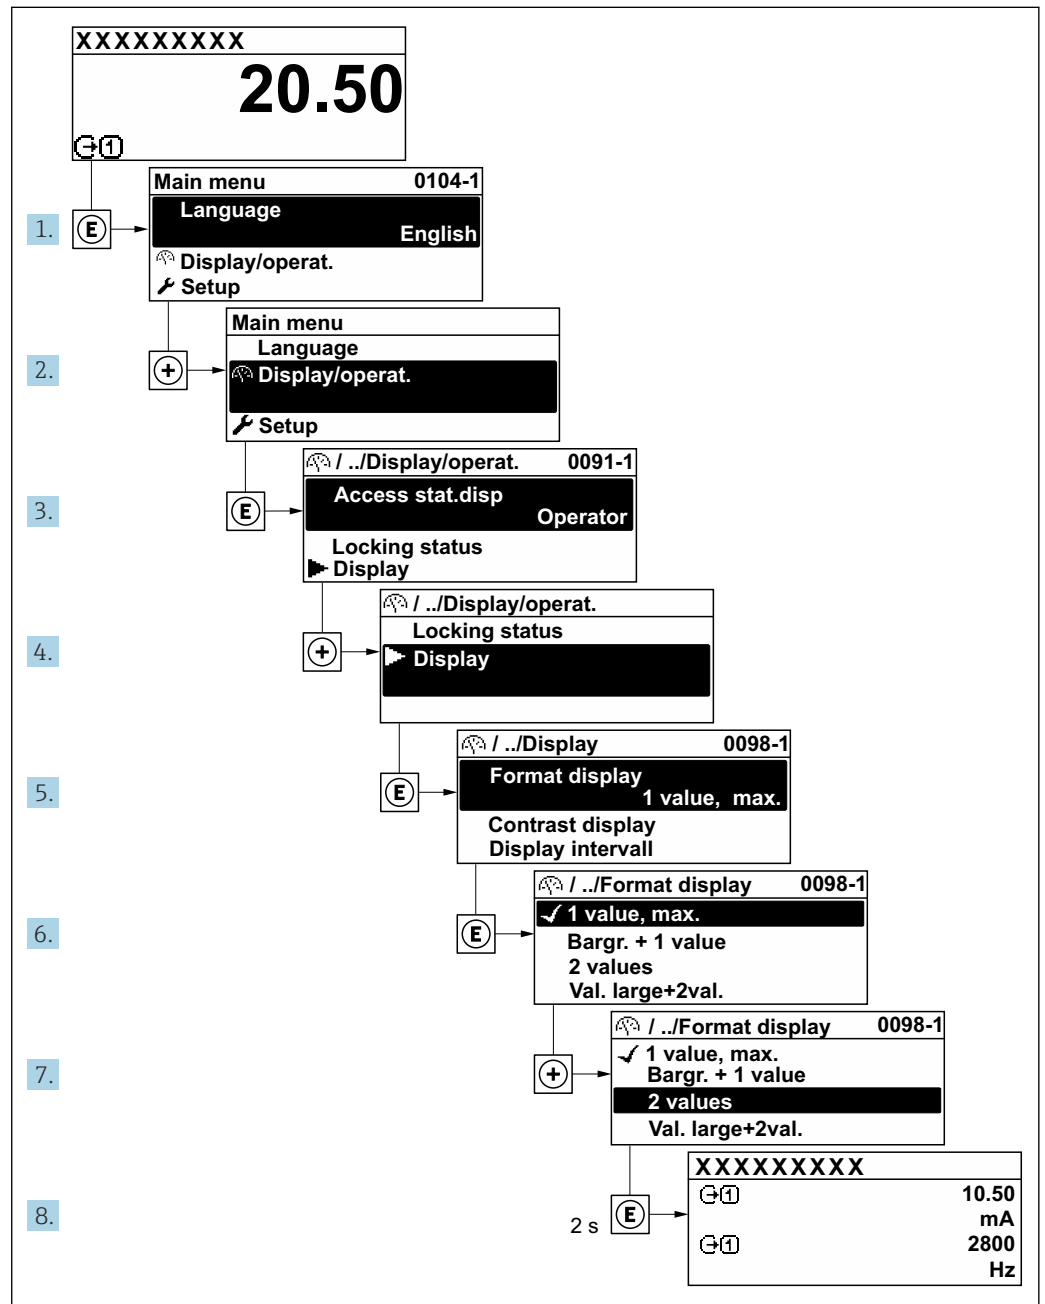 XXXXXXXXX
20.50
1
Main menu 0104-1
Language
English
Display/operat.
Setup
1. E
Main menu
Language
Display/operat.
Setup
2. +
/ ../Display/operat. 0091-1
Access stat.disp
Operator
Locking status
Display
3. E
/ ../Display/operat.
Locking status
Display
4. +
/ ../Display 0098-1
Format display
1 value, max.
Contrast display
Display intervall
5. E
/ ../Format display 0098-1
1 value, max.
Bargr. + 1 value
2 values
Val. large+2val.
6. E
/ ../Format display 0098-1
1 value, max.
Bargr. + 1 value
2 values
Val. large+2val.
7. +
XXXXXXXXX
1 10.50
mA
1 2800
Hz
8. 2 s E